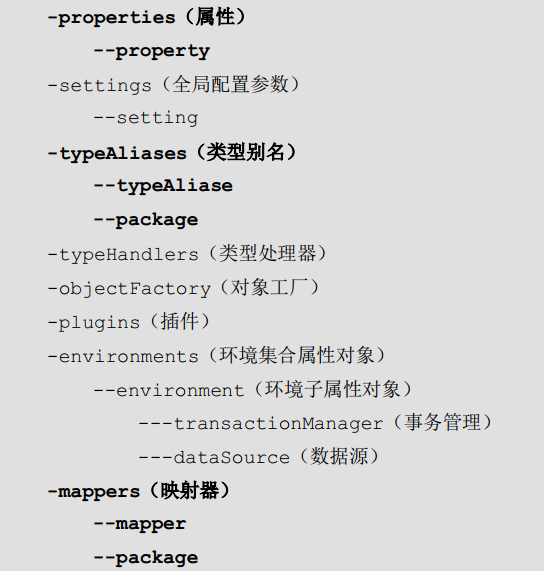 -properties（属性）
--property
-settings（全局配置参数）
--setting
-typeAliases（类型别名）
--typeAliase
--package
-typeHandlers（类型处理器）
-objectFactory（对象工厂）
-plugins（插件）
-environments（环境集合属性对象）
--environment（环境子属性对象）
---transactionManager（事务管理）
---dataSource（数据源）
-mappers（映射器）
--mapper
--package